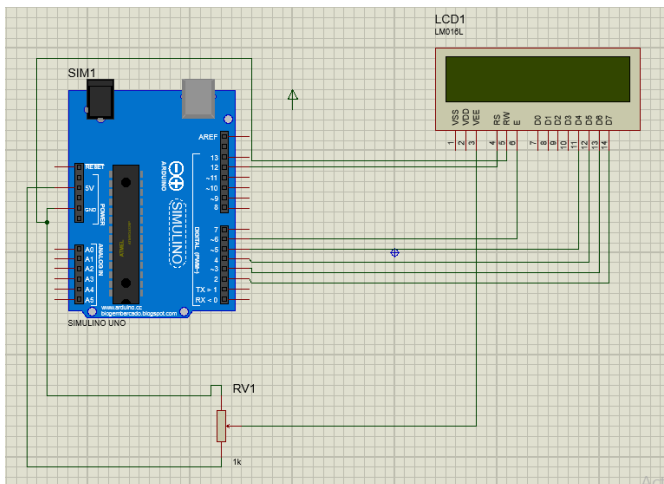 LCD1
LM016L
SIM1
VSS
VDD
VEE
RS
RW
E
D0
D1
D2
D3
D4
D5
D6
D7
1
2
3
4
5
6
7
8
9
10
11
12
13
14
AREF
RESET
5V
GND
POWER
A0
A1
A2
A3
A4
A5
ANALOG IN
ARDUINO
SIMULINO
13
12
~11
~10
~9
8
7
~6
~5
4
~3
2
TX > 1
RX < 0
www.arduino.cc
blogembarcado.blogspot.com
SIMULINO UNO
RV1
1k